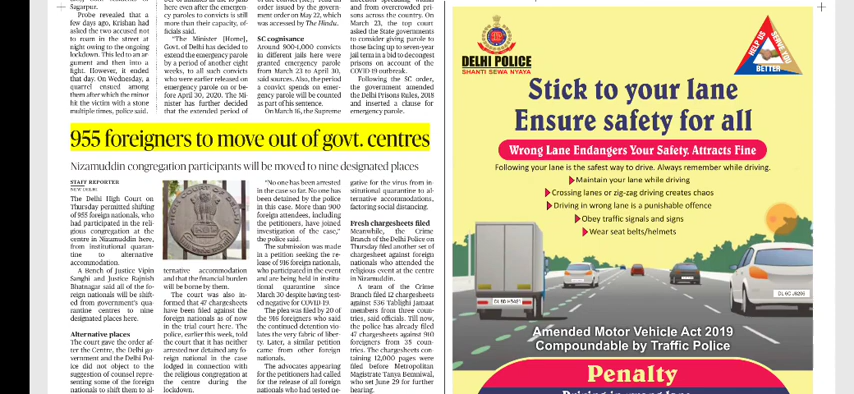 Sagarpur.
Probe revealed that a
few days ago, Krishan had
asked the two accused not
to roam in the street at
night owing to the ongoing
lockdown. This led to an ar-
gument and then into a
fight. However, it ended
that day. On Wednesday, a
quarrel ensued among
them after which the minor
hit the victim with a stone
multiple times, police said.
here even after the emergen-
cy paroles to convicts is still
more than their capacity, of-
ficials said.
"The Minister [Home],
Govt. of Delhi has decided to
extend the emergency parole
by a period of another eight
weeks, to all such convicts
who were earlier released on
emergency parole on or be-
fore April 30, 2020. The Mi-
nister has further decided
that the extended period of
order issued by the govern-
ment order on May 22, which
was accessed by The Hindu.
SC cognisance
Around 900-1,000 convicts
in different jails here were
granted emergency parole
from March 23 to April 30,
said sources. Also, the period
a convict spends on emer-
gency parole will be counted
as part of his sentence.
On March 16, the Supreme
and from overcrowded pri-
sons across the country. On
March 23, the top court
asked the State governments
to consider giving parole to
those facing up to seven-year
jail term in a bid to decongest
prisons on account of the
COVID-19 outbreak.
Following the SC order,
the government amended
the Delhi Prisons Rules, 2018
and inserted a clause for
emergency parole.
955 foreigners to move out of govt. centres
Nizamuddin congregation participants will be moved to nine designated places
STAFF REPORTER
NEW DELHI
The Delhi High Court on
Thursday permitted shifting
of 955 foreign nationals, who
had participated in the reli-
gious congregation at the
centre in Nizamuddin here,
from institutional quaran-
tine to alternative
accommodation.
A Bench of Justice Vipin
Sanghi and Justice Rajnish
Bhatnagar said all of the fo-
reign nationals will be shift-
ed from government's qua-
rantine centres to nine
designated places here.
Alternative places
The court gave the order af-
ter the Centre, the Delhi go-
vernment and the Delhi Pol-
ice did not object to the
suggestion of counsel repre-
senting some of the foreign
nationals to shift them to al-
ternative accommodation
and that the financial burden
will be borne by them.
The court was also in-
formed that 47 chargesheets
have been filed against the
foreign nationals as of now
in the trial court here. The
police, earlier this week, told
the court that it has neither
arrested nor detained any fo-
reign national in the case
lodged in connection with
the religious congregation at
the centre during the
lockdown.
"No one has been arrested
in the case so far. No one has
been detained by the police
in this case. More than 900
foreign attendees, including
the petitioners, have joined
investigation of the case,"
the police said.
The submission was made
in a petition seeking the re-
lease of 916 foreign nationals,
who participated in the event
and are being held in institu-
tional quarantine since
March 30 despite having test-
ed negative for COVID-19.
The plea was filed by 20 of
the 916 foreigners who said
the continued detention vio-
lates the very fabric of liber-
ty. Later, a similar petition
came from other foreign
nationals.
The advocates appearing
for the petitioners had called
for the release of all foreign
nationals who had tested ne-
gative for the virus from in-
stitutional quarantine to al-
ternative accommodations,
factoring social distancing.
Fresh chargesheets filed
Meanwhile, the Crime
Branch of the Delhi Police on
Thursday filed another set of
chargesheet against foreign
nationals who attended the
religious event at the centre
in Nizamuddin.
A team of the Crime
Branch filed 12 chargesheets
against 536 Tablighi Jamaat
members from three coun-
tries, said officials. Till now,
the police has already filed
47 chargesheets against 910
foreigners from 35 coun-
tries. The chargesheets con-
taining 12,000 pages were
filed before Metropolitan
Magistrate Tanya Bamniwal,
who set June 29 for further
hearing.
DELHI POLICE
SHANTI SEWA NYAYA
HELP US
SERVE YOU
BETTER
Stick to your lane
Ensure safety for all
Wrong Lane Endangers Your Safety, Attracts Fine
Following your lane is the safest way to drive. Always remember while driving.
Maintain your lane while driving
Crossing lanes or zig-zag driving creates chaos
Driving in wrong lane is a punishable offence
Obey traffic signals and signs
Wear seat belts/helmets
Amended Motor Vehicle Act 2019
Compoundable by Traffic Police
Penalty